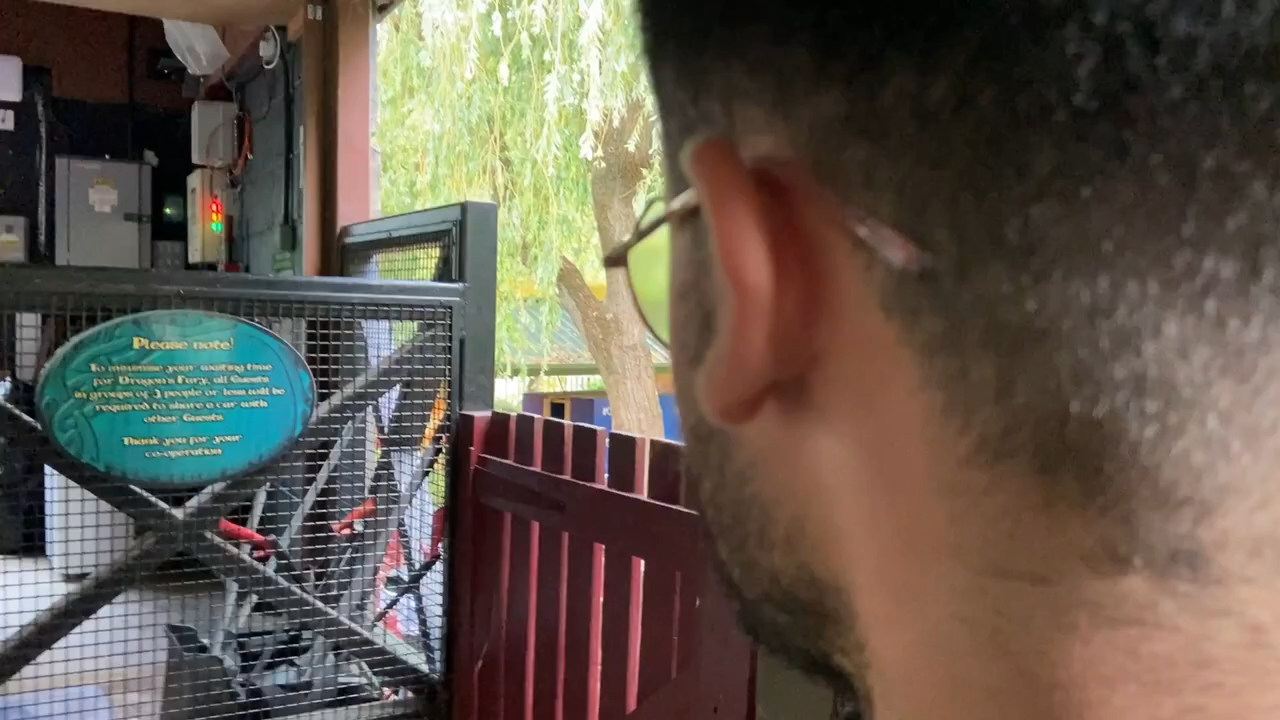 Please note!
To minimise your waiting time
for Dragon's Fury, all Guests
in groups of 3 people or less will be
required to share a car with
other Guests
Thank you for your
co-operation